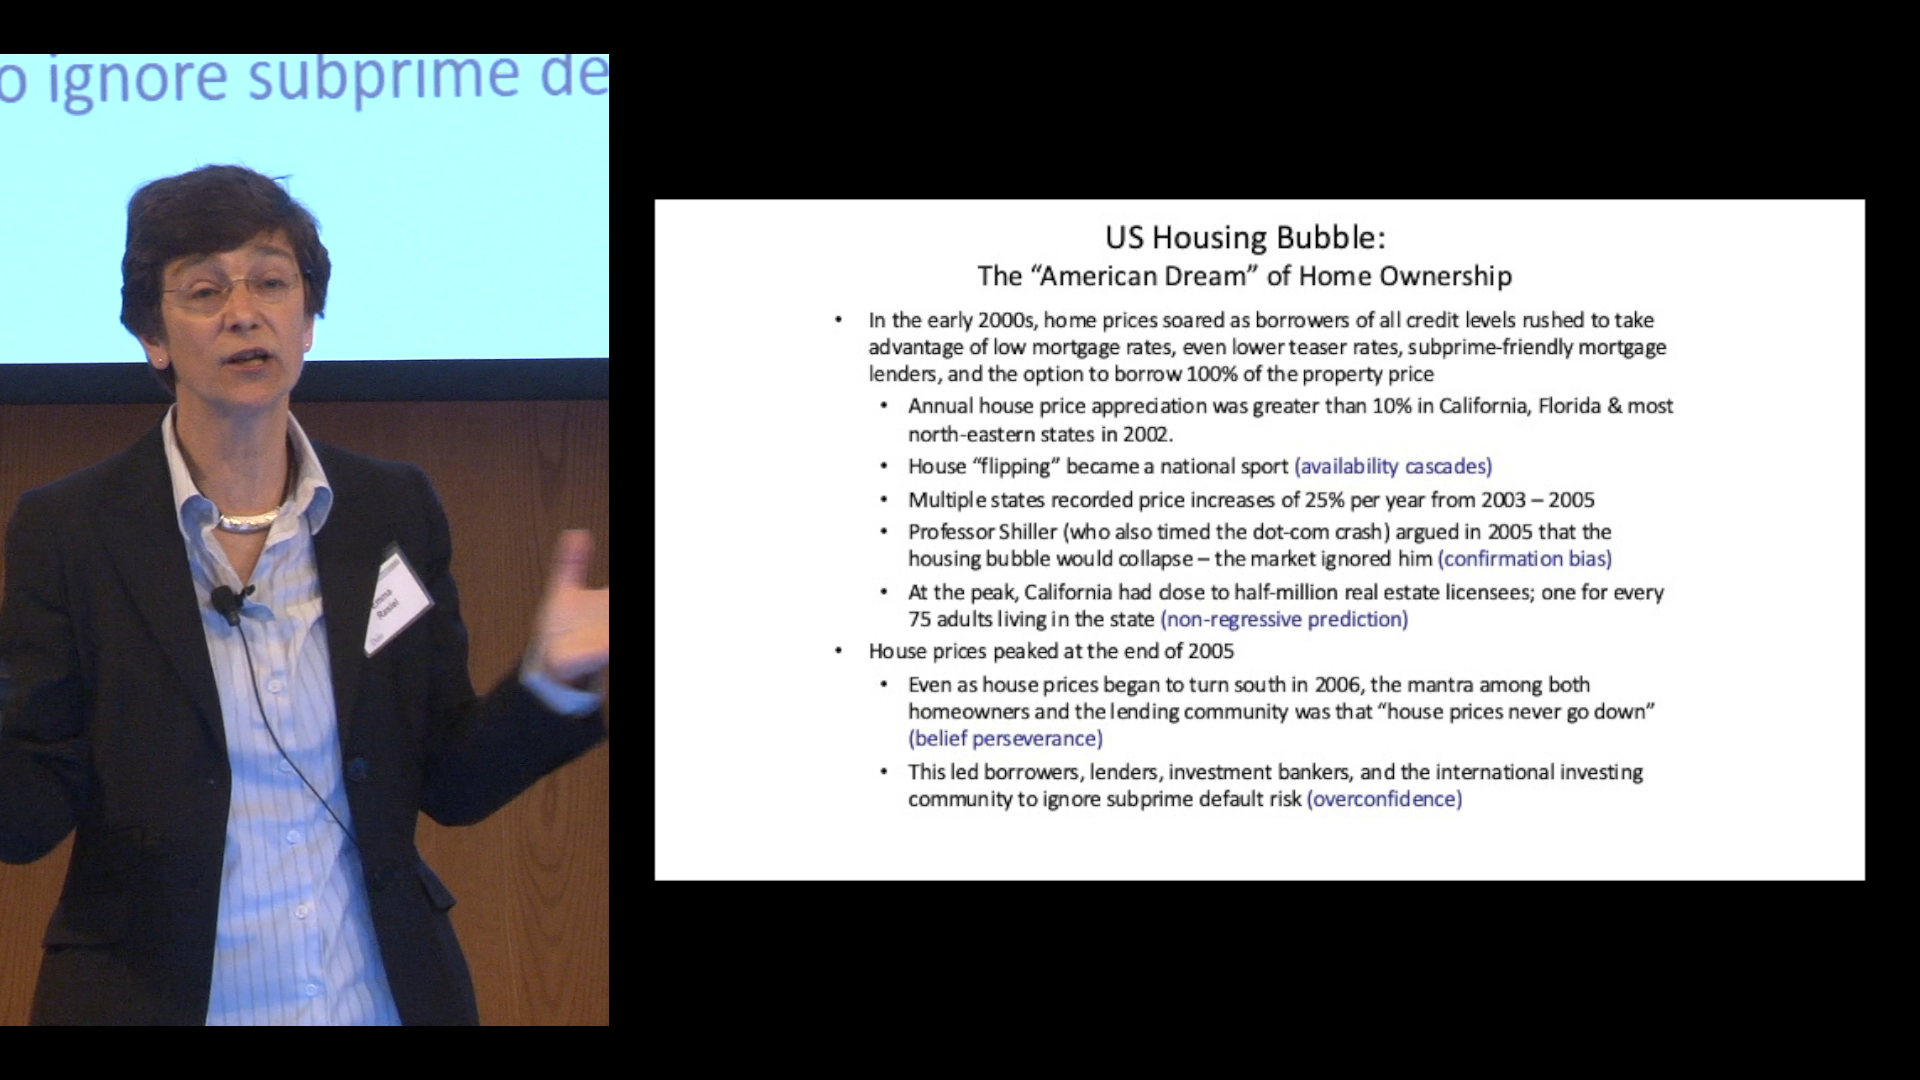 o ignore subprime de
Emma
Rasiel
US Housing Bubble:
The “American Dream” of Home Ownership
• In the early 2000s, home prices soared as borrowers of all credit levels rushed to take
advantage of low mortgage rates, even lower teaser rates, subprime-friendly mortgage
lenders, and the option to borrow 100% of the property price
• Annual house price appreciation was greater than 10% in California, Florida & most
north-eastern states in 2002.
• House “flipping” became a national sport (availability cascades)
• Multiple states recorded price increases of 25% per year from 2003 – 2005
• Professor Shiller (who also timed the dot-com crash) argued in 2005 that the
housing bubble would collapse – the market ignored him (confirmation bias)
• At the peak, California had close to half-million real estate licensees; one for every
75 adults living in the state (non-regressive prediction)
• House prices peaked at the end of 2005
• Even as house prices began to turn south in 2006, the mantra among both
homeowners and the lending community was that “house prices never go down”
(belief perseverance)
• This led borrowers, lenders, investment bankers, and the international investing
community to ignore subprime default risk (overconfidence)